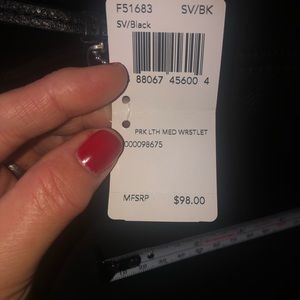 F51683 SV/BK
SV/Black
88067 45600 4
PRK LTH MED WRSTLET
000098675
MFSRP $98.00